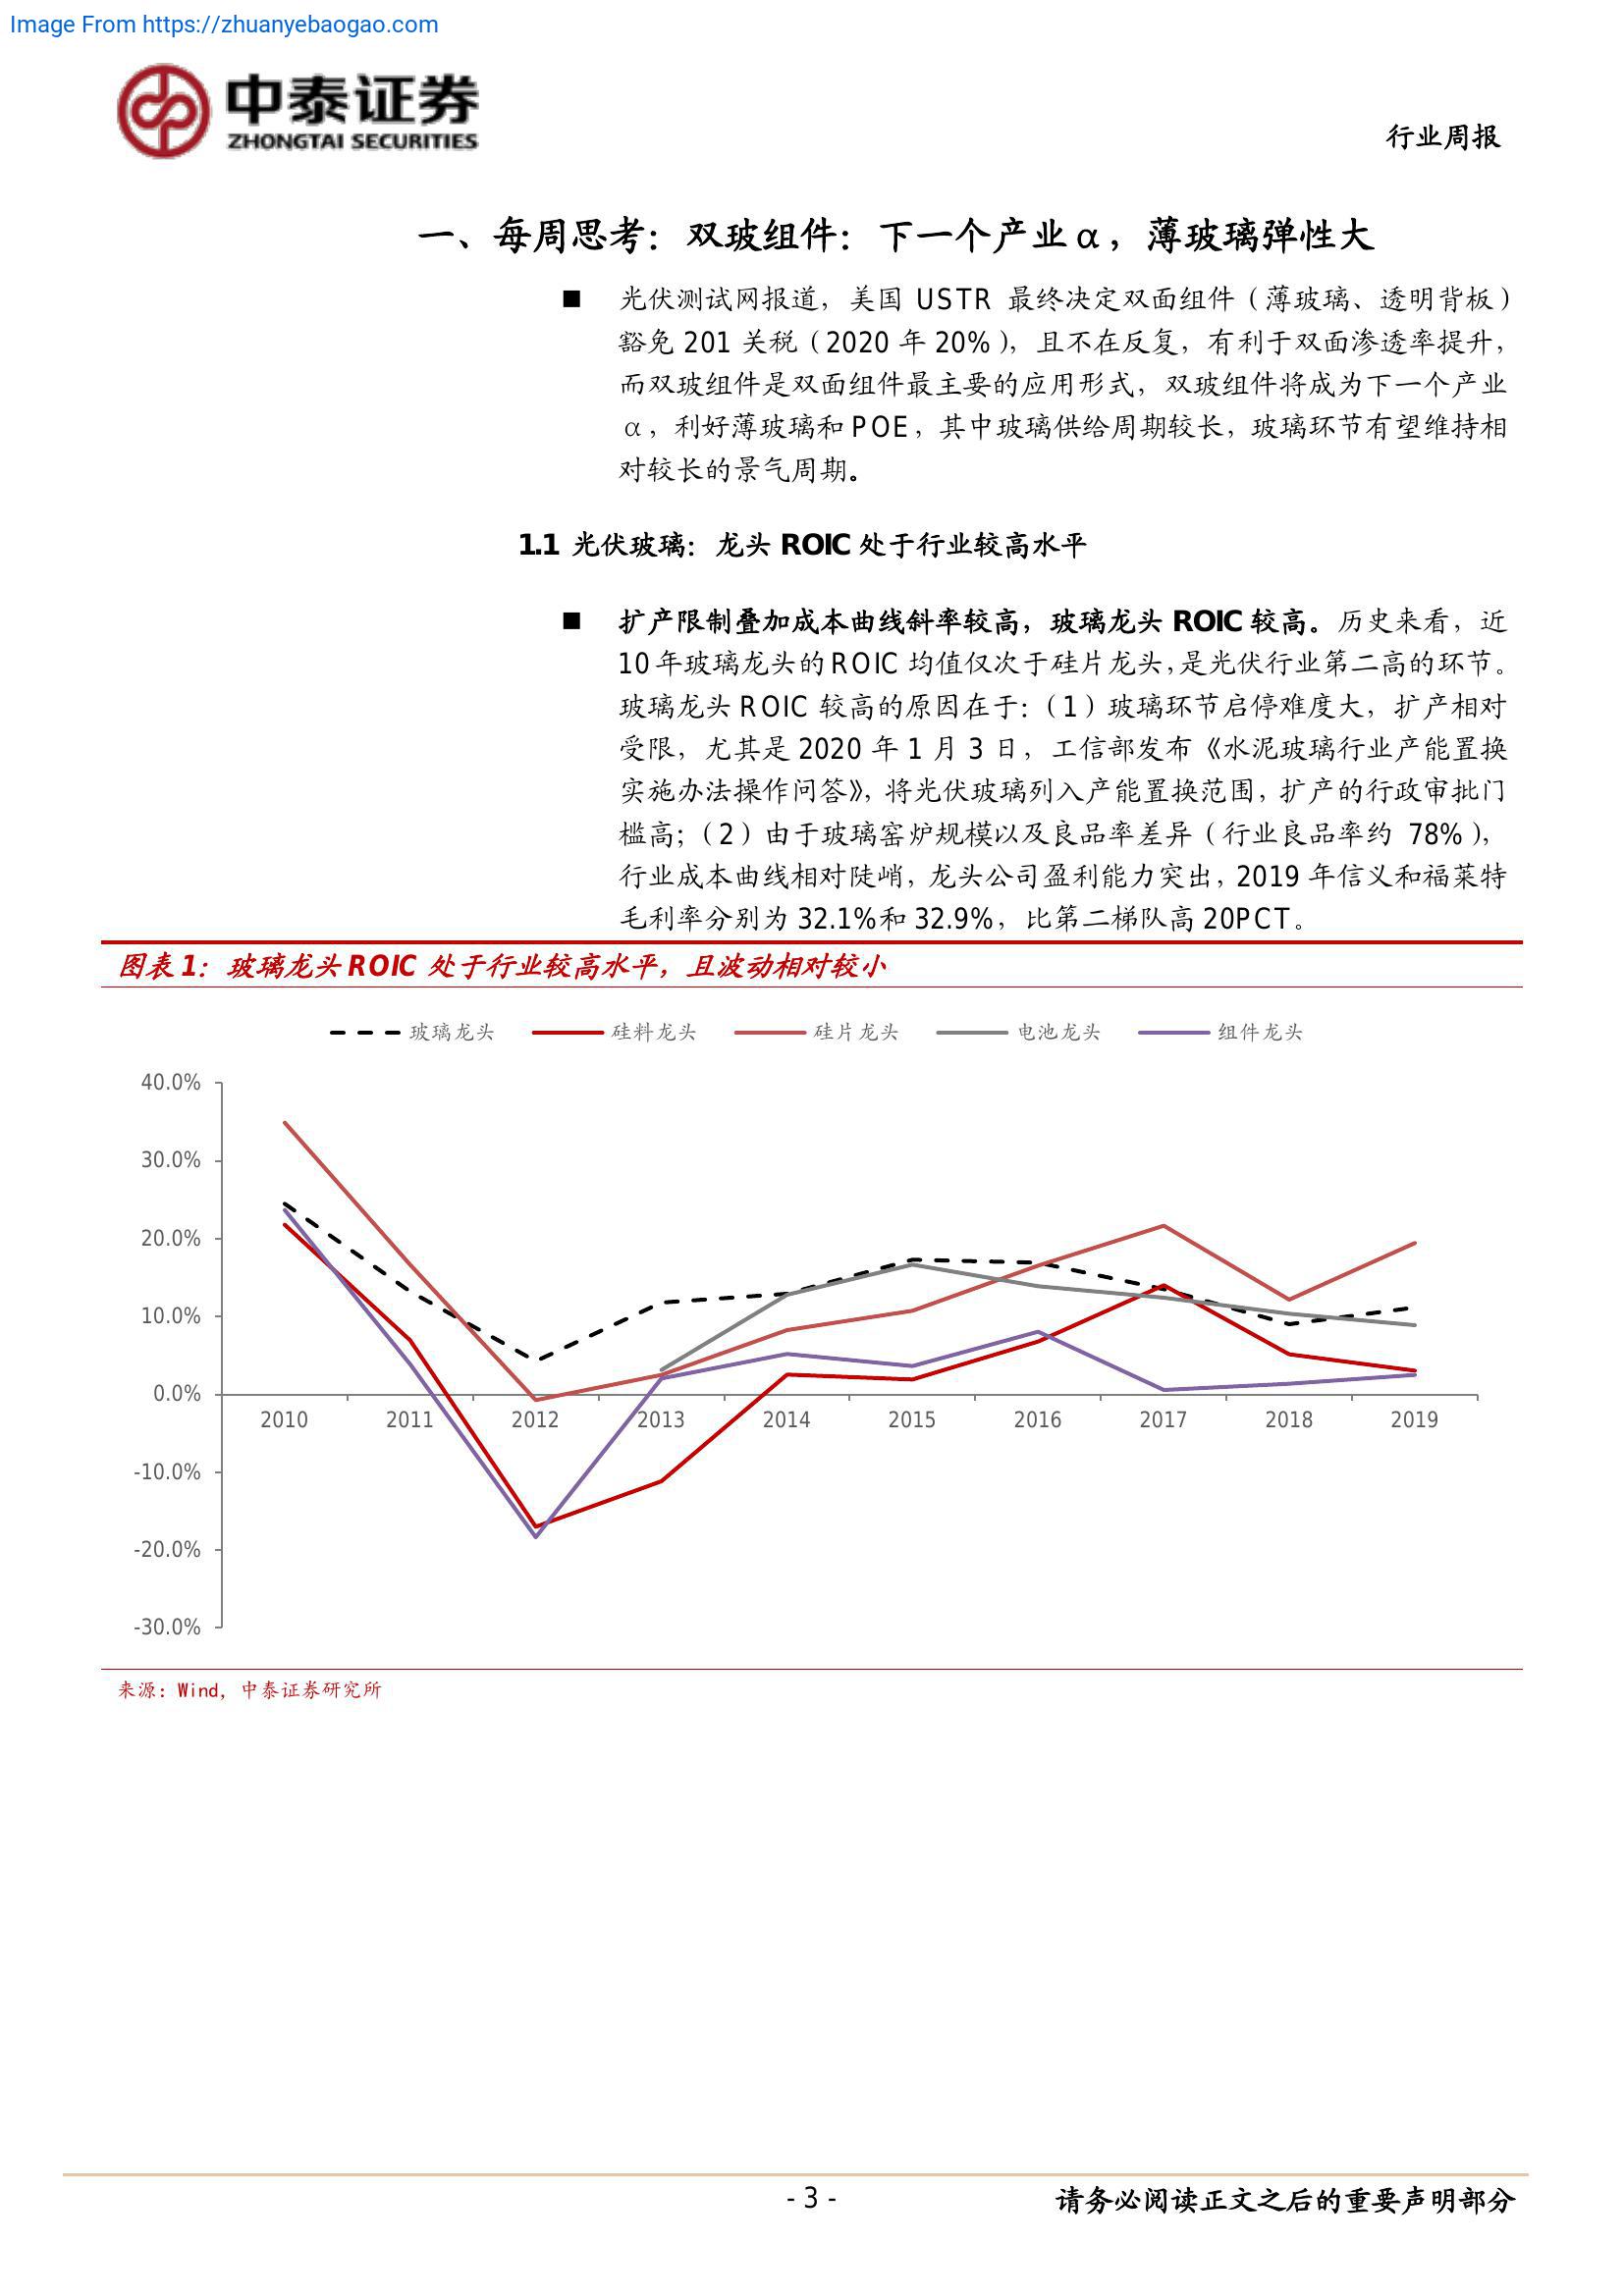 Image From https://zhuanyebaogao.com
中泰证券
ZHONGTAI SECURITIES
行业周报
一、每周思考：双玻组件：下一个产业α，薄玻璃弹性大
■ 光伏测试网报道，美国 USTR 最终决定双面组件（薄玻璃、透明背板）
豁免 201 关税（2020 年 20%），且不在反复，有利于双面渗透率提升，
而双玻组件是双面组件最主要的应用形式，双玻组件将成为下一个产业
α，利好薄玻璃和 POE，其中玻璃供给周期较长，玻璃环节有望维持相
对较长的景气周期。
1.1 光伏玻璃：龙头 ROIC 处于行业较高水平
■ 扩产限制叠加成本曲线斜率较高，玻璃龙头 ROIC 较高。历史来看，近
10 年玻璃龙头的 ROIC 均值仅次于硅片龙头，是光伏行业第二高的环节。
玻璃龙头 ROIC 较高的原因在于：（1）玻璃环节启停难度大，扩产相对
受限，尤其是 2020 年 1 月 3 日，工信部发布《水泥玻璃行业产能置换
实施办法操作问答》，将光伏玻璃列入产能置换范围，扩产的行政审批门
槛高；（2）由于玻璃窑炉规模以及良品率差异（行业良品率约 78%），
行业成本曲线相对陡峭，龙头公司盈利能力突出，2019 年信义和福莱特
毛利率分别为 32.1%和 32.9%，比第二梯队高 20PCT。
图表 1：玻璃龙头 ROIC 处于行业较高水平，且波动相对较小
玻璃龙头 硅料龙头 硅片龙头 电池龙头 组件龙头
40.0%
30.0%
20.0%
10.0%
0.0%
2010 2011 2012 2013 2014 2015 2016 2017 2018 2019
-10.0%
-20.0%
-30.0%
来源：Wind，中泰证券研究所
- 3 - 请务必阅读正文之后的重要声明部分